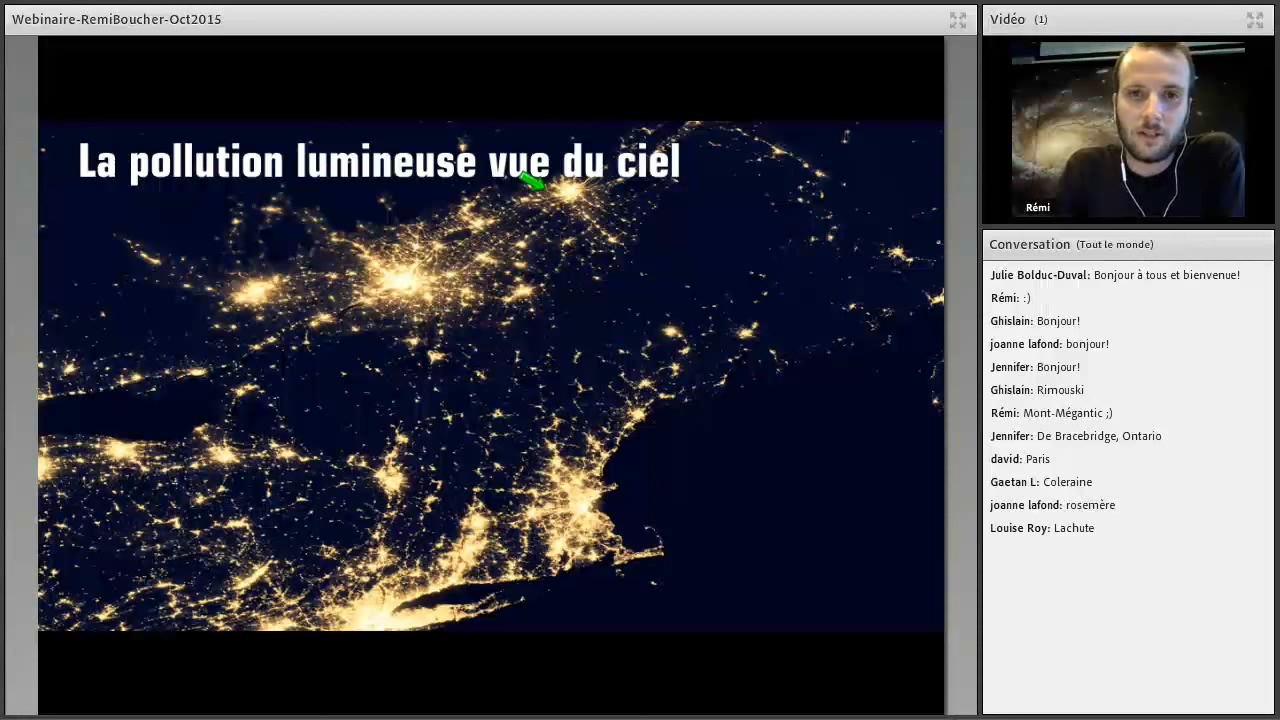 Webinaire-RemiBoucher-Oct2015
La pollution lumineuse vue du ciel
Vidéo (1)
Rémi
Conversation (Tout le monde)
Julie Bolduc-Duval: Bonjour à tous et bienvenue!
Rémi: :)
Ghislain: Bonjour!
joanne lafond: bonjour!
Jennifer: Bonjour!
Ghislain: Rimouski
Rémi: Mont-Mégantic ;)
Jennifer: De Bracebridge, Ontario
david: Paris
Gaetan L: Coleraine
joanne lafond: rosemère
Louise Roy: Lachute